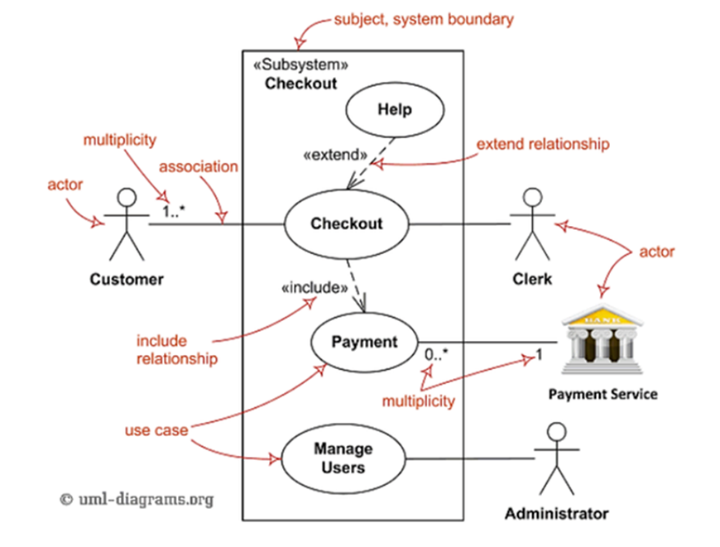 subject, system boundary
«Subsystem»
Checkout
Help
multiplicity
«extend»
extend relationship
association
actor
1..*
Checkout
Customer
Clerk
actor
«include»
include
relationship
Payment
0..*
1
BANK
multiplicity
Payment Service
use case
Manage
Users
© uml-diagrams.org
Administrator